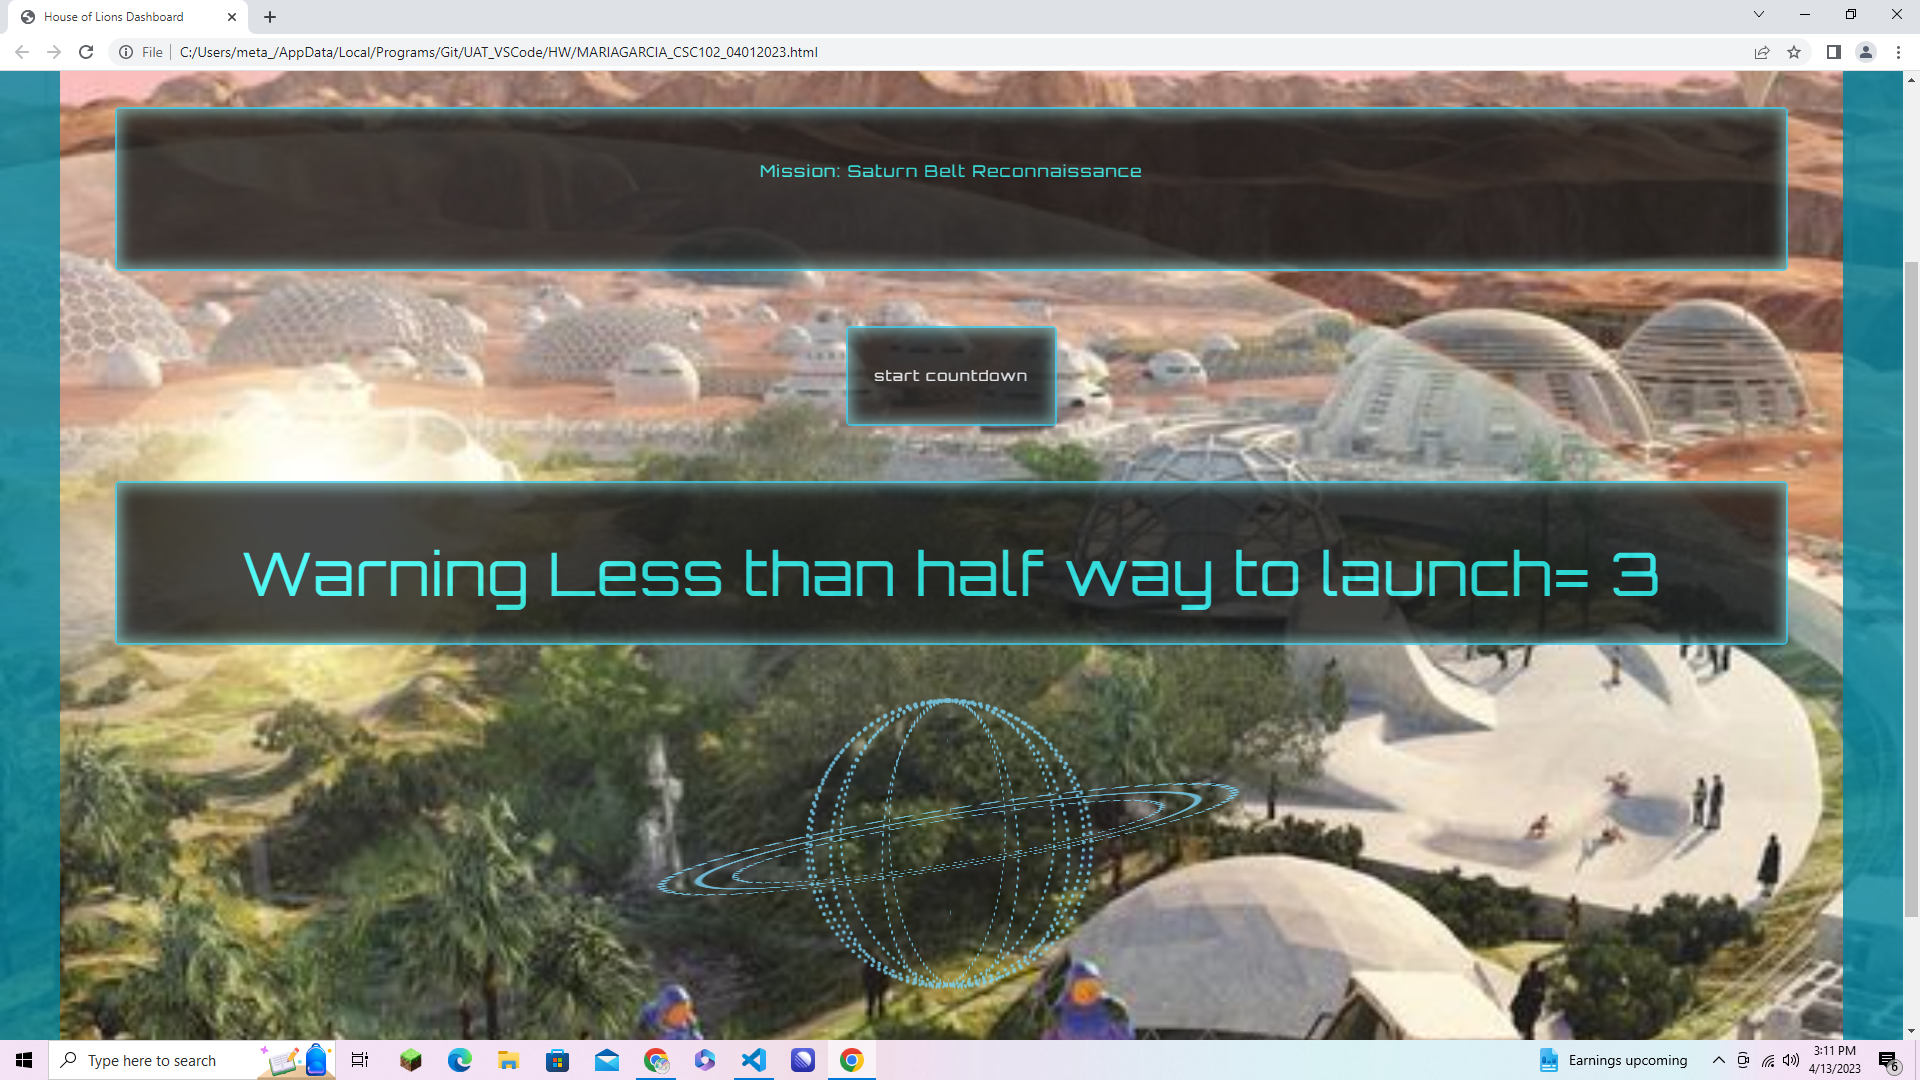 House of Lions Dashboard
File C:/Users/meta_/AppData/Local/Programs/Git/UAT_VSCode/HW/MARIAGARCIA_CSC102_04012023.html
Mission: Saturn Belt Reconnaissance
start countdown
Warning Less than half way to launch= 3
Type here to search
Earnings upcoming
3:11 PM
4/13/2023
6